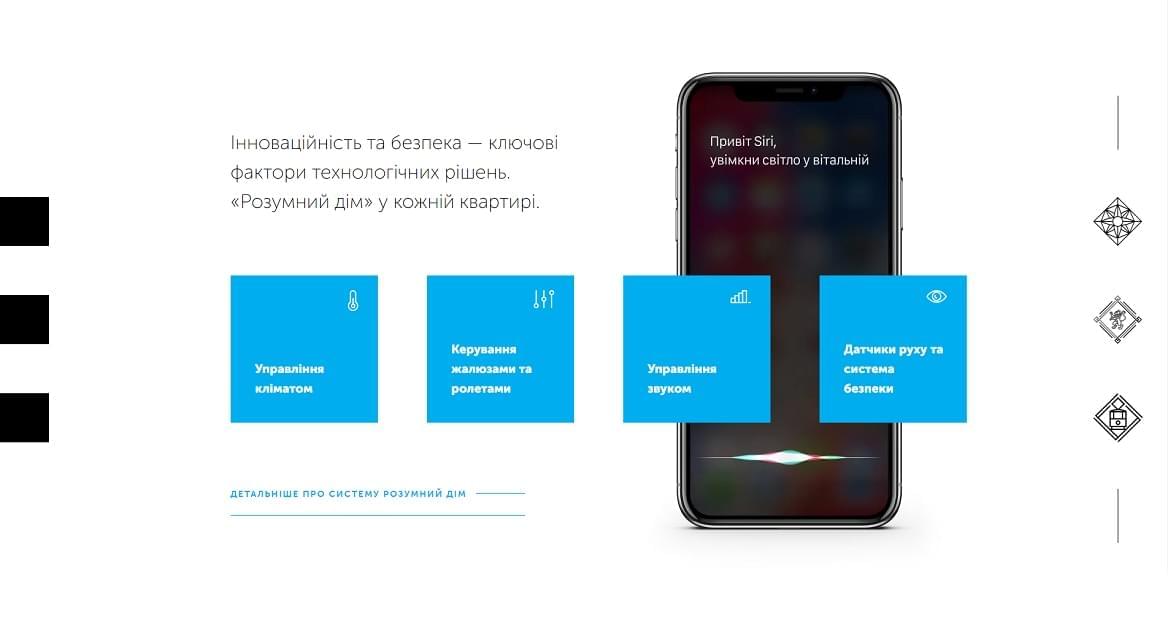 Інноваційність та безпека — ключові
фактори технологічних рішень.
«Розумний дім» у кожній квартирі.
Привіт Siri,
увімкни світло у вітальній
Управління
кліматом
Керування
жалюзами та
ролетами
Управління
звуком
Датчики руху та
система
безпеки
ДЕТАЛЬНІШЕ ПРО СИСТЕМУ РОЗУМНИЙ ДІМ